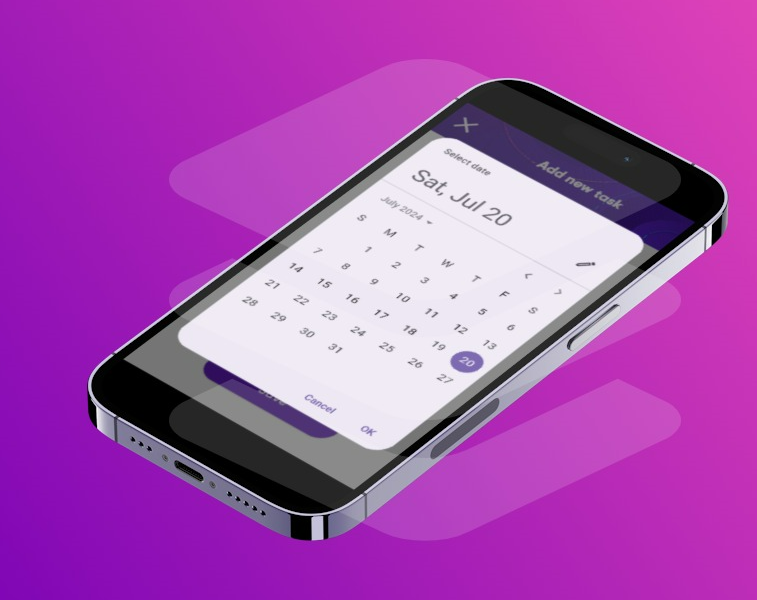 Add new task
Select date
Sat, Jul 20
July 2024
S M T W T F S
1 2 3 4 5 6
7 8 9 10 11 12 13
14 15 16 17 18 19 20
21 22 23 24 25 26 27
28 29 30 31
Cancel OK
Save